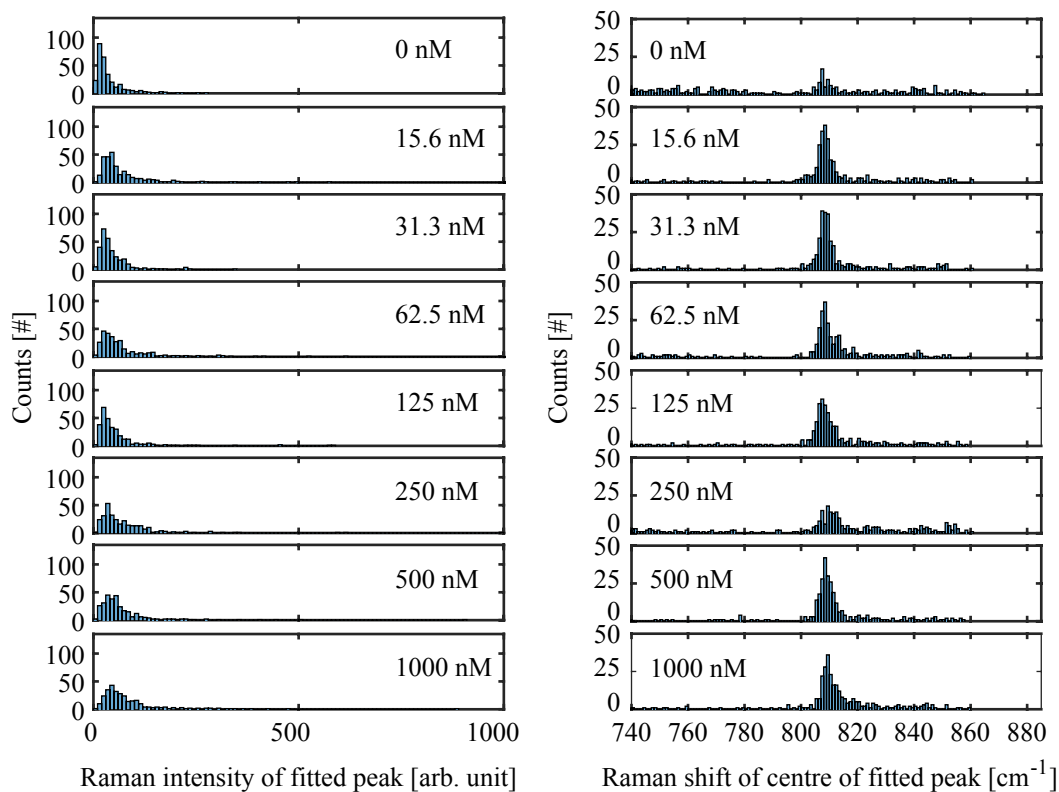 100
50
0
0 nM
100
50
0
15.6 nM
100
50
0
31.3 nM
100
50
0
62.5 nM
100
50
0
125 nM
100
50
0
250 nM
100
50
0
500 nM
100
50
0
1000 nM
0 500 1000
Counts [#]
Raman intensity of fitted peak [arb. unit]
50
25
0
0 nM
50
25
0
15.6 nM
50
25
0
31.3 nM
50
25
0
62.5 nM
50
25
0
125 nM
50
25
0
250 nM
50
25
0
500 nM
50
25
0
1000 nM
740 760 780 800 820 840 860 880
Counts [#]
Raman shift of centre of fitted peak [cm⁻¹]